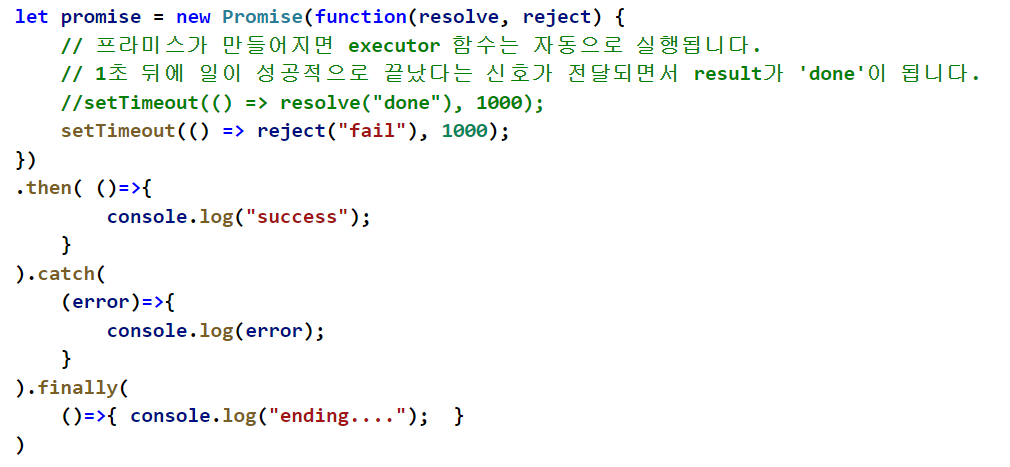 let promise = new Promise(function(resolve, reject) {
    // 프라미스가 만들어지면 executor 함수는 자동으로 실행됩니다.
    // 1초 뒤에 일이 성공적으로 끝났다는 신호가 전달되면서 result가 'done'이 됩니다.
    //setTimeout(() => resolve("done"), 1000);
    setTimeout(() => reject("fail"), 1000);
})
.then( ()=>{
        console.log("success");
    }
).catch(
    (error)=>{
        console.log(error);
    }
).finally(
    ()=>{ console.log("ending....");  }
)